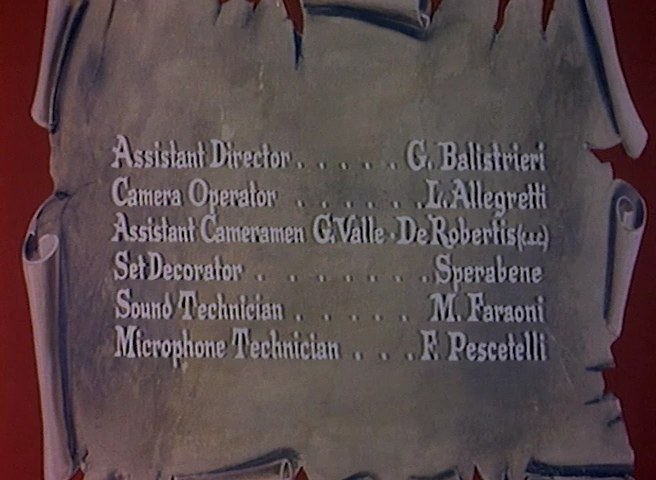 Assistant Director . . . . . . G. Balistrieri
Camera Operator . . . . . . . L. Allegretti
Assistant Cameramen G. Valle - De Robertis (c.s.c.)
Set Decorator . . . . . . . Sperabene
Sound Technician . . . . . M. Faraoni
Microphone Technician . . . F. Pescetelli